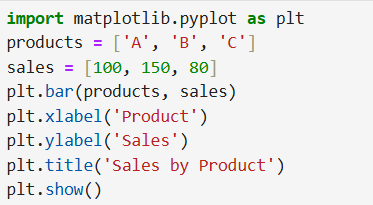 import matplotlib.pyplot as plt
products = ['A', 'B', 'C']
sales = [100, 150, 80]
plt.bar(products, sales)
plt.xlabel('Product')
plt.ylabel('Sales')
plt.title('Sales by Product')
plt.show()